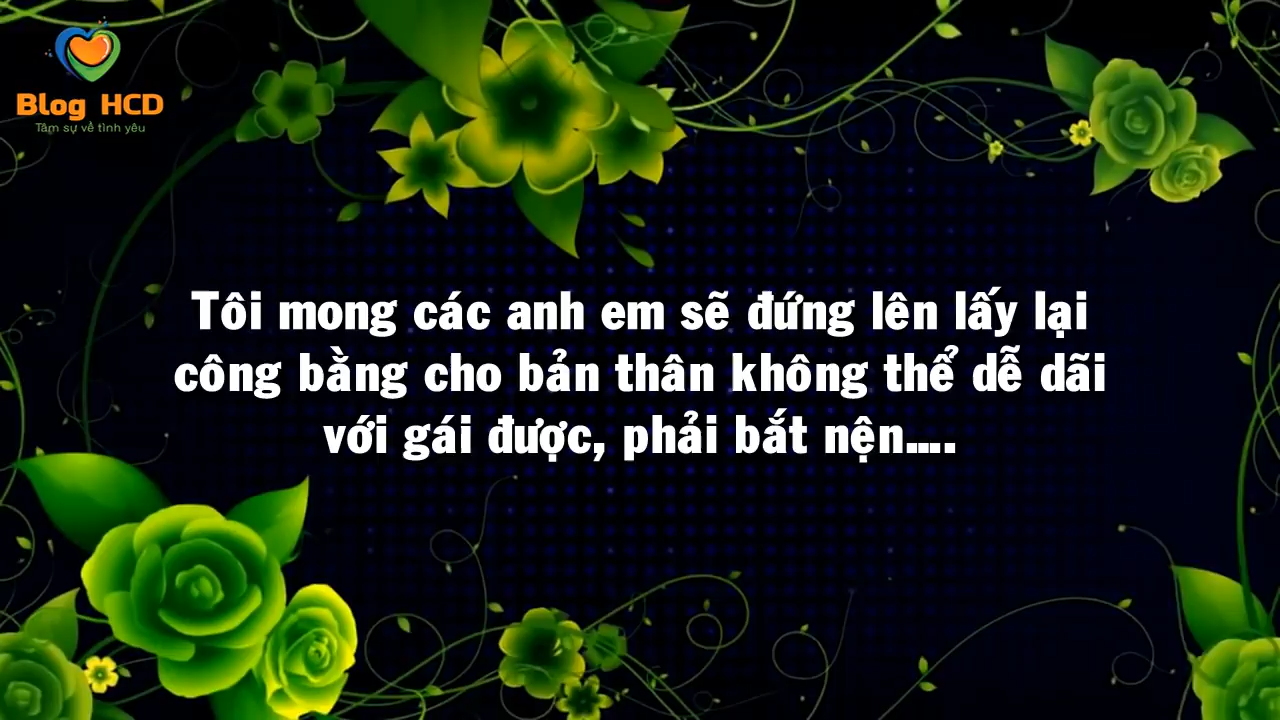 Blog HCD
Tâm sự về tình yêu
Tôi mong các anh em sẽ đứng lên lấy lại
công bằng cho bản thân không thể dễ dãi
với gái được, phải bắt nện....